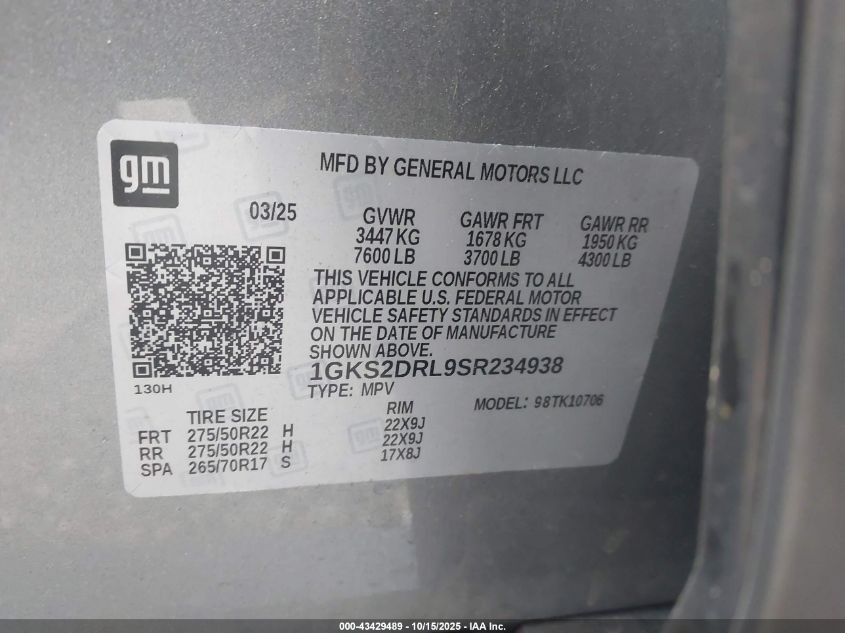 gm
MFD BY GENERAL MOTORS LLC
03/25
GVWR GAWR FRT GAWR RR
3447 KG 1678 KG 1950 KG
7600 LB 3700 LB 4300 LB
THIS VEHICLE CONFORMS TO ALL
APPLICABLE U.S. FEDERAL MOTOR
VEHICLE SAFETY STANDARDS IN EFFECT
ON THE DATE OF MANUFACTURE
SHOWN ABOVE.
1GKS2DRL9SR234938
130H
TYPE: MPV MODEL: 98TK10706
TIRE SIZE RIM
FRT 275/50R22 H 22X9J
RR 275/50R22 H 22X9J
SPA 265/70R17 S 17X8J
000-43429489 - 10/15/2025 - IAA Inc.